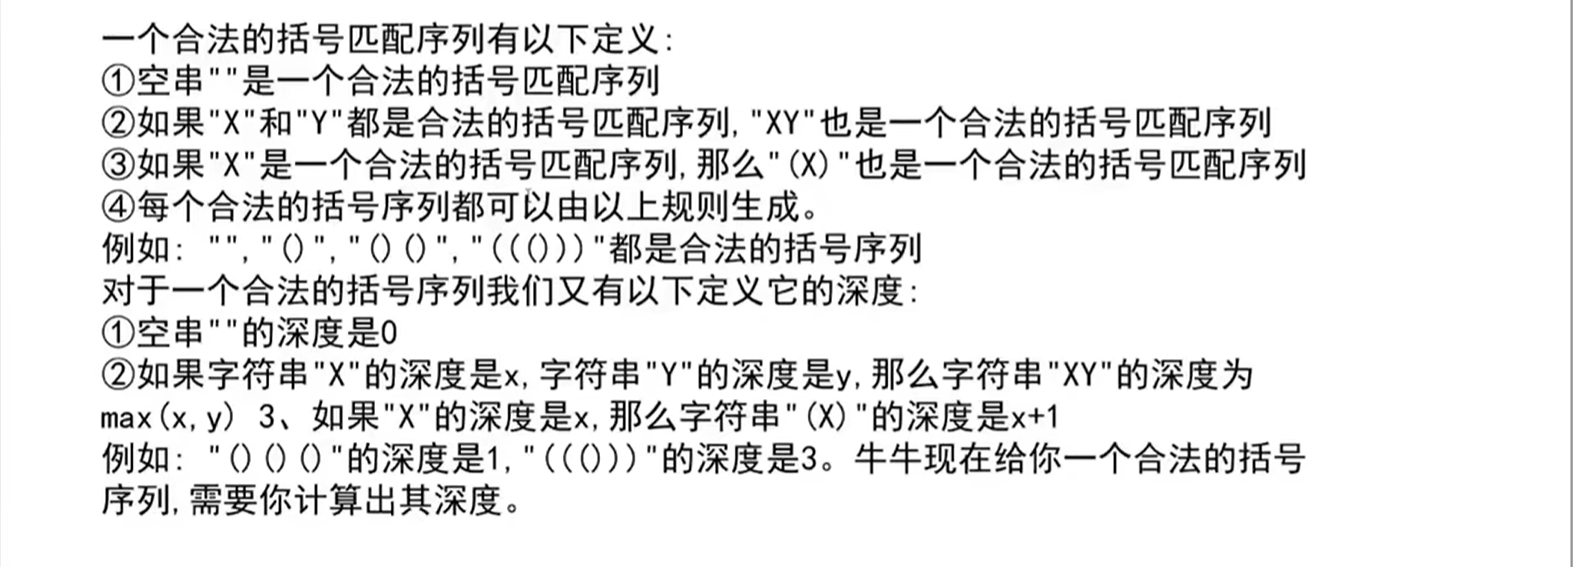 一个合法的括号匹配序列有以下定义:
①空串""是一个合法的括号匹配序列
②如果"X"和"Y"都是合法的括号匹配序列,"XY"也是一个合法的括号匹配序列
③如果"X"是一个合法的括号匹配序列,那么"(X)"也是一个合法的括号匹配序列
④每个合法的括号序列都可以由以上规则生成。
例如: "","()","()()","((()))"都是合法的括号序列
对于一个合法的括号序列我们又有以下定义它的深度:
①空串""的深度是0
②如果字符串"X"的深度是x,字符串"Y"的深度是y,那么字符串"XY"的深度为
max(x,y) 3、如果"X"的深度是x,那么字符串"(X)"的深度是x+1
例如: "()()()"的深度是1,"((()))"的深度是3。牛牛现在给你一个合法的括号
序列,需要你计算出其深度。